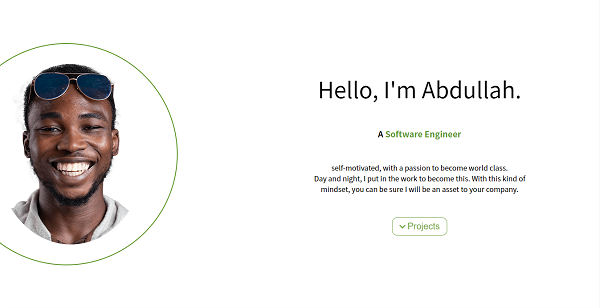 Hello, I'm Abdullah.
A Software Engineer
self-motivated, with a passion to become world class.
Day and night, I put in the work to become this. With this kind of
mindset, you can be sure I will be an asset to your company.
Projects